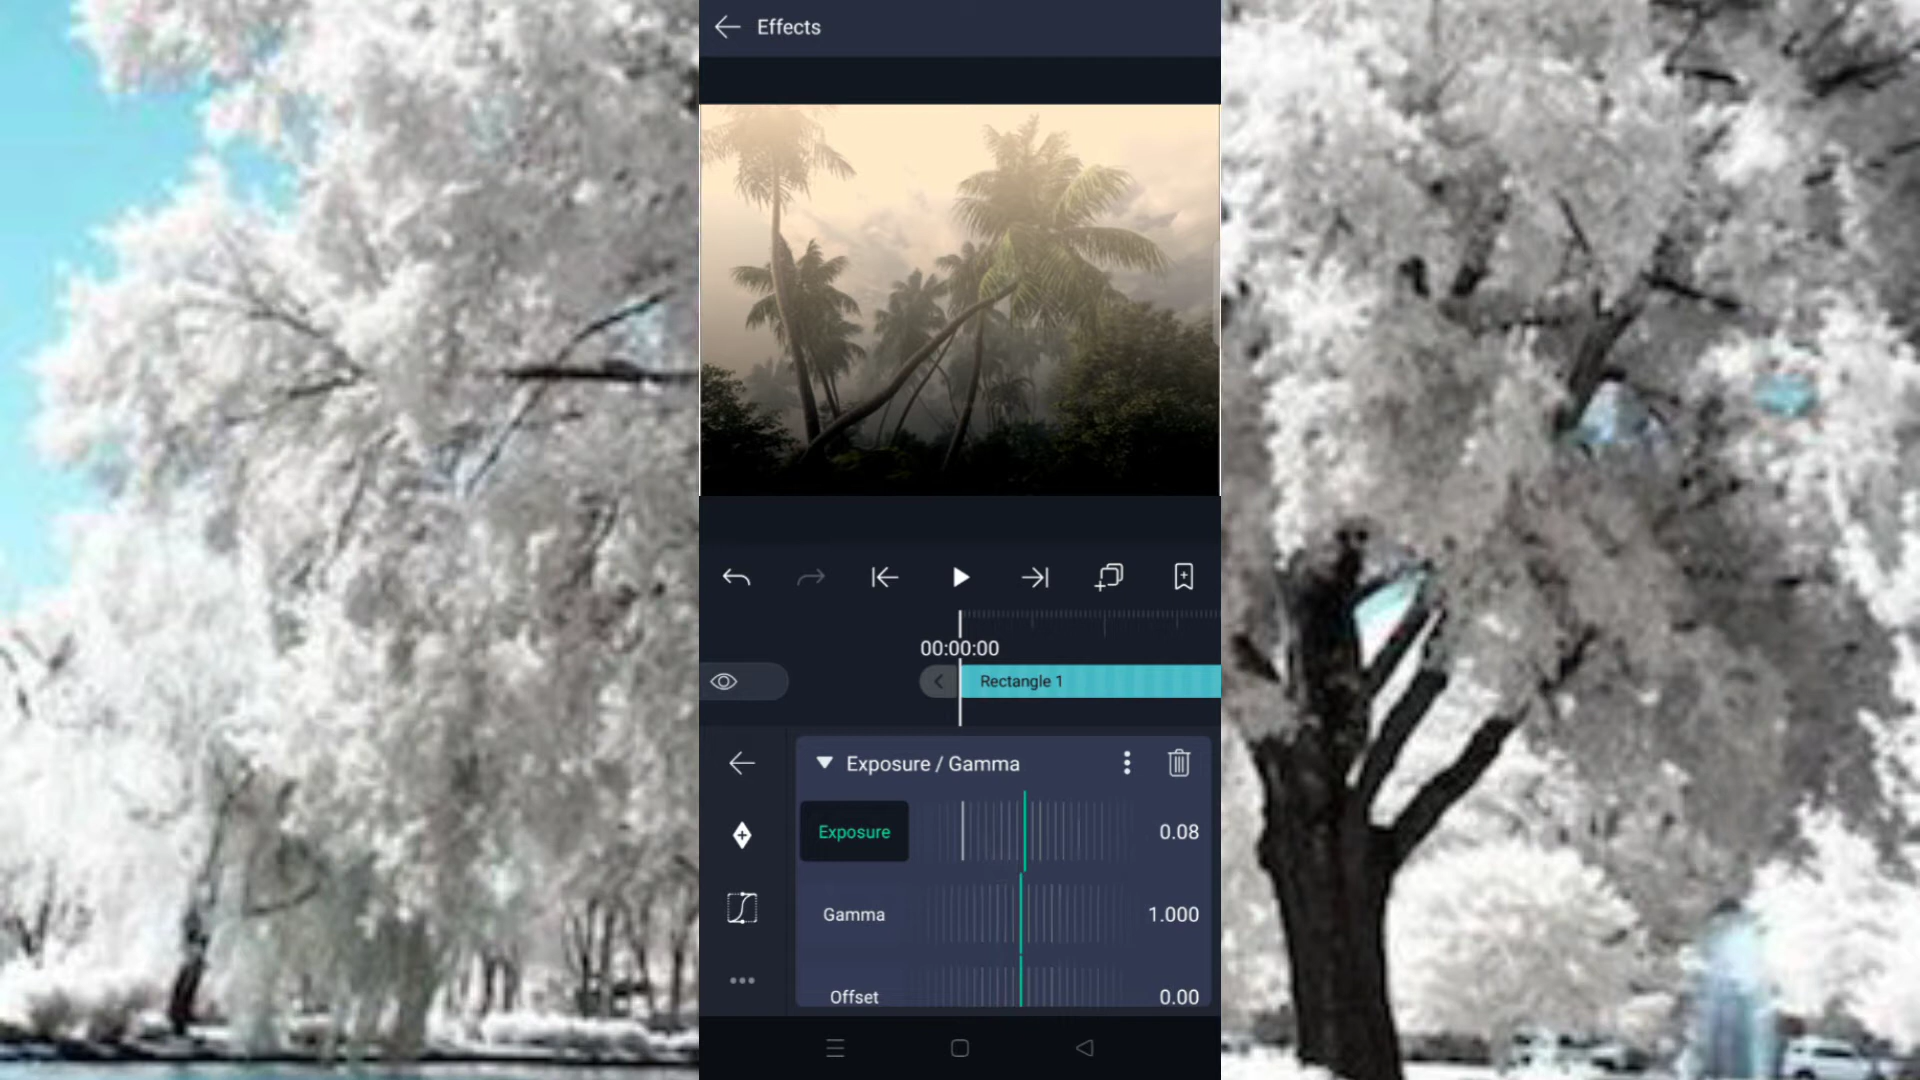 Effects
00:00:00
Rectangle 1
Exposure / Gamma
Exposure 0.08
Gamma 1.000
Offset 0.00